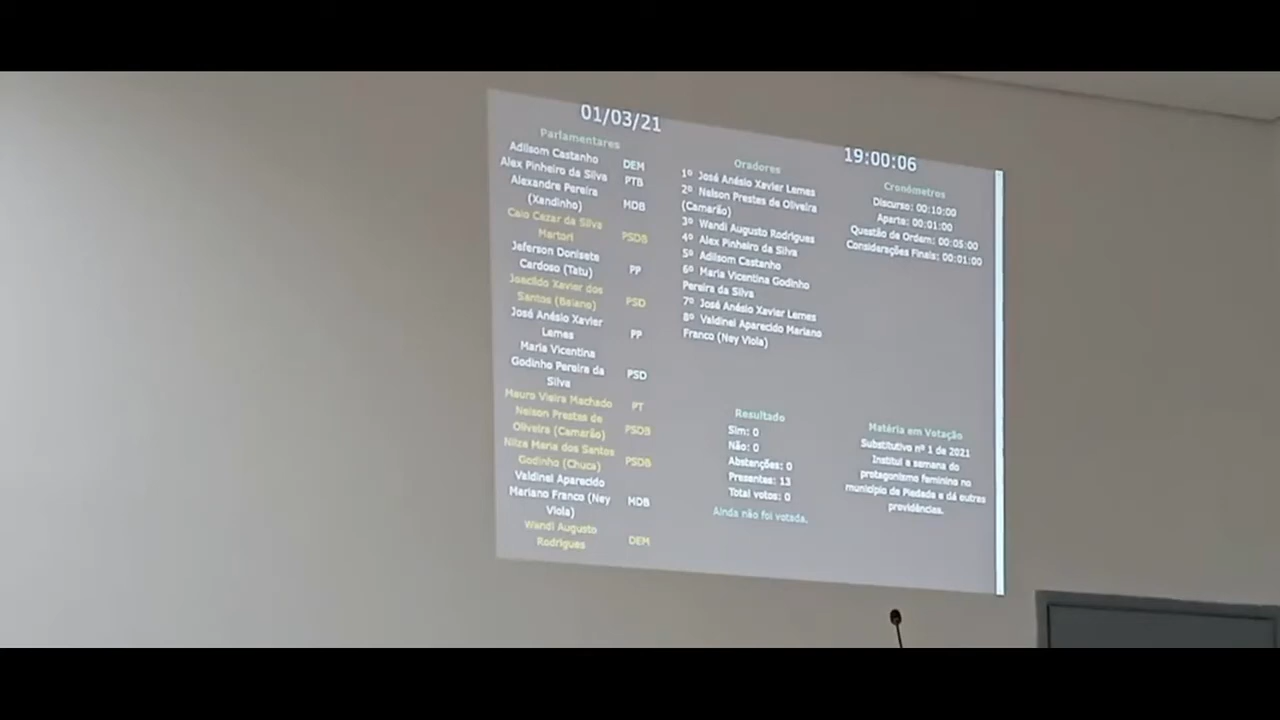 01/03/21
19:00:06
Parlamentares
Adilsom Castanho DEM
Alex Pinheiro da Silva PTB
Alexandre Pereira
(Xandinho) MDB
Caio Cezar da Silva
Martori PSDB
Jeferson Donisete
Cardoso (Tatu) PP
Joacildo Xavier dos
Santos (Baiano) PSD
José Anésio Xavier
Lemes PP
Maria Vicentina
Godinho Pereira da
Silva PSD
Mauro Vieira Machado PT
Nelson Prestes de
Oliveira (Camarão) PSDB
Nilza Maria dos Santos
Godinho (Chuca) PSDB
Valdinei Aparecido
Mariano Franco (Ney
Viola) MDB
Wandi Augusto
Rodrigues DEM
Oradores
1º José Anésio Xavier Lemes
2º Nelson Prestes de Oliveira
(Camarão)
3º Wandi Augusto Rodrigues
4º Alex Pinheiro da Silva
5º Adilsom Castanho
6º Maria Vicentina Godinho
Pereira da Silva
7º José Anésio Xavier Lemes
8º Valdinei Aparecido Mariano
Franco (Ney Viola)
Cronômetros
Discurso: 00:10:00
Aparte: 00:01:00
Questão de Ordem: 00:05:00
Considerações Finais: 00:01:00
Resultado
Sim: 0
Não: 0
Abstenções: 0
Presentes: 13
Total votos: 0
Ainda não foi votada.
Matéria em Votação
Substitutivo nº 1 de 2021
Institui a semana do
protagonismo feminino no
município de Piedade e dá outras
providências.